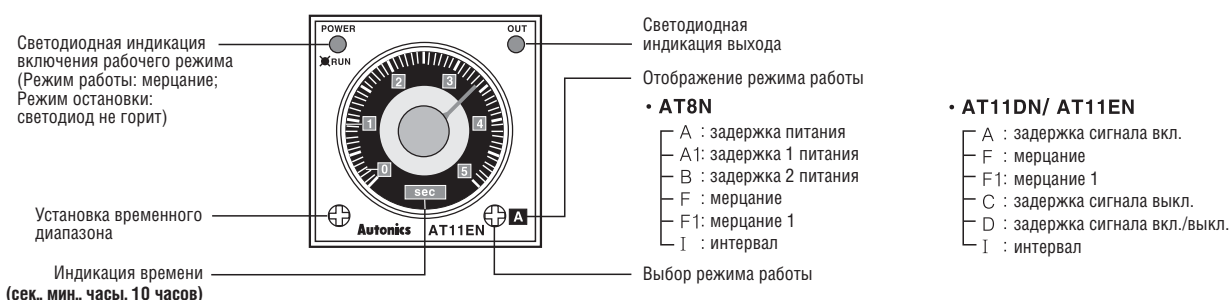 Светодиодная индикация
включения рабочего режима
(Режим работы: мерцание;
Режим остановки:
светодиод не горит)
Установка временного
диапазона
Индикация времени
(сек., мин., часы, 10 часов)
POWER
OUT
RUN
0
1
2
3
4
5
sec
A
Autonics AT11EN
Светодиодная
индикация выхода
Отображение режима работы
• AT8N
A : задержка питания
A1: задержка 1 питания
B : задержка 2 питания
F : мерцание
F1: мерцание 1
I : интервал
Выбор режима работы
• AT11DN/ AT11EN
A : задержка сигнала вкл.
F : мерцание
F1: мерцание 1
C : задержка сигнала выкл.
D : задержка сигнала вкл./выкл.
I : интервал